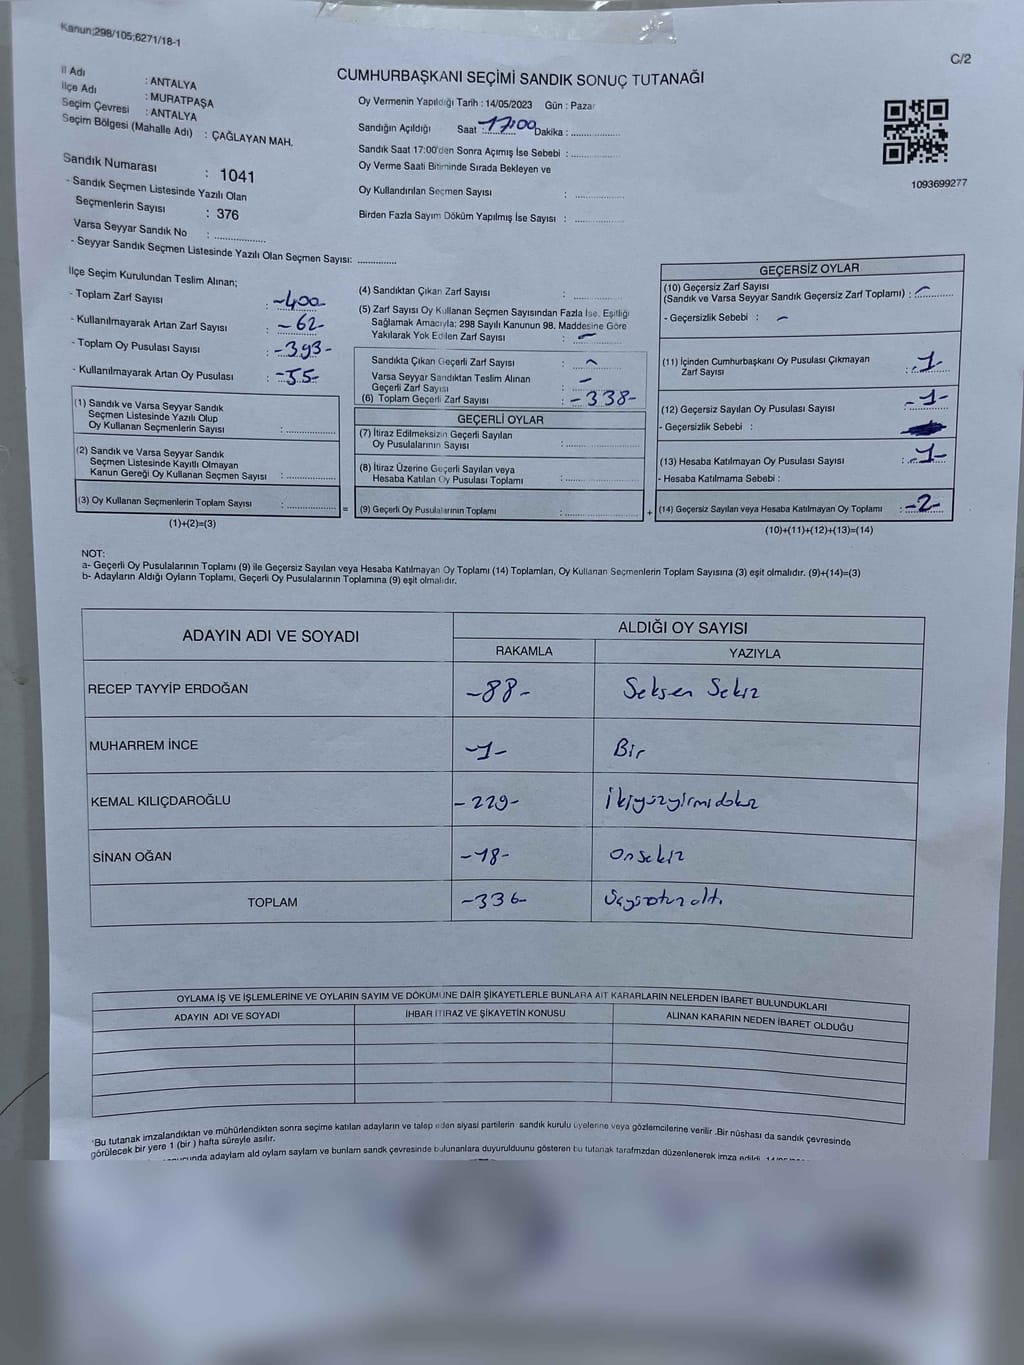 Kanun;298/105;6271/18-1
C/2
CUMHURBAŞKANI SEÇİMİ SANDIK SONUÇ TUTANAĞI
İl Adı : ANTALYA
İlçe Adı : MURATPAŞA
Seçim Çevresi : ANTALYA
Seçim Bölgesi (Mahalle Adı) : ÇAĞLAYAN MAH.
Sandık Numarası : 1041
- Sandık Seçmen Listesinde Yazılı Olan
Seçmenlerin Sayısı : 376
Varsa Seyyar Sandık No : ..............
- Seyyar Sandık Seçmen Listesinde Yazılı Olan Seçmen Sayısı: ............
Oy Vermenin Yapıldığı Tarih : 14/05/2023 Gün : Pazar
Sandığın Açıldığı Saat : 17:00 Dakika : ..............
Sandık Saat 17:00'den Sonra Açımış İse Sebebi : ..............
Oy Verme Saati Bitiminde Sırada Bekleyen ve
Oy Kullandırılan Seçmen Sayısı : ..............
Birden Fazla Sayım Döküm Yapılmış İse Sayısı : ..............
1093699277
İlçe Seçim Kurulundan Teslim Alınan;
- Toplam Zarf Sayısı : -400-
- Kullanılmayarak Artan Zarf Sayısı : -62-
- Toplam Oy Pusulası Sayısı : -393-
- Kullanılmayarak Artan Oy Pusulası : -55-
(1) Sandık ve Varsa Seyyar Sandık
Seçmen Listesinde Yazılı Olup
Oy Kullanan Seçmenlerin Sayısı : ..............
(2) Sandık ve Varsa Seyyar Sandık
Seçmen Listesinde Kayıtlı Olmayan
Kanun Gereği Oy Kullanan Seçmen Sayısı : ..............
(3) Oy Kullanan Seçmenlerin Toplam Sayısı : ..............
(1)+(2)=(3)
(4) Sandıktan Çıkan Zarf Sayısı : ..............
(5) Zarf Sayısı Oy Kullanan Seçmen Sayısından Fazla İse, Eşitliği
Sağlamak Amacıyla; 298 Sayılı Kanunun 98. Maddesine Göre
Yakılarak Yok Edilen Zarf Sayısı : -
Sandıkta Çıkan Geçerli Zarf Sayısı : -
Varsa Seyyar Sandıktan Teslim Alınan
Geçerli Zarf Sayısı : -
(6) Toplam Geçerli Zarf Sayısı : -338-
GEÇERLİ OYLAR
(7) İtiraz Edilmeksizin Geçerli Sayılan
Oy Pusulalarının Sayısı : ..............
(8) İtiraz Üzerine Geçerli Sayılan veya
Hesaba Katılan Oy Pusulası Toplamı : ..............
= (9) Geçerli Oy Pusulalarının Toplamı : ..............
GEÇERSİZ OYLAR
(10) Geçersiz Zarf Sayısı
(Sandık ve Varsa Seyyar Sandık Geçersiz Zarf Toplamı) : -
- Geçersizlik Sebebi : -
(11) İçinden Cumhurbaşkanı Oy Pusulası Çıkmayan
Zarf Sayısı : -1-
(12) Geçersiz Sayılan Oy Pusulası Sayısı -1-
- Geçersizlik Sebebi :
(13) Hesaba Katılmayan Oy Pusulası Sayısı : -1-
- Hesaba Katılmama Sebebi :
+ (14) Geçersiz Sayılan veya Hesaba Katılmayan Oy Toplamı : -2-
(10)+(11)+(12)+(13)=(14)
NOT:
a- Geçerli Oy Pusulalarının Toplamı (9) ile Geçersiz Sayılan veya Hesaba Katılmayan Oy Toplamı (14) Toplamları, Oy Kullanan Seçmenlerin Toplam Sayısına (3) eşit olmalıdır. (9)+(14)=(3)
b- Adayların Aldığı Oyların Toplamı, Geçerli Oy Pusulalarının Toplamına (9) eşit olmalıdır.
ADAYIN ADI VE SOYADI ALDIĞI OY SAYISI
RAKAMLA YAZIYLA
RECEP TAYYİP ERDOĞAN -88- Seksen Sekiz
MUHARREM İNCE -1- Bir
KEMAL KILIÇDAROĞLU -229- İkiyüzyirmidokuz
SİNAN OĞAN -18- Onsekiz
TOPLAM -336- Üçyüzotuzaltı
OYLAMA İŞ VE İŞLEMLERİNE VE OYLARIN SAYIM VE DÖKÜMÜNE DAİR ŞİKAYETLERLE BUNLARA AİT KARARLARIN NELERDEN İBARET BULUNDUKLARI
ADAYIN ADI VE SOYADI İHBAR İTİRAZ VE ŞİKAYETİN KONUSU ALINAN KARARIN NEDEN İBARET OLDUĞU
*Bu tutanak imzalandıktan ve mühürlendikten sonra seçime katılan adayların ve talep eden siyasi partilerin sandık kurulu üyelerine veya gözlemcilerine verilir .Bir nüshası da sandık çevresinde
görülecek bir yere 1 (bir ) hafta süreyle asılır.
adayların aldı oyların sayları ve bunların sandk çevresinde bulunanlara duyurulduunu gösteren bu tutanak tarafmzdan düzenlenerek imza edildi.